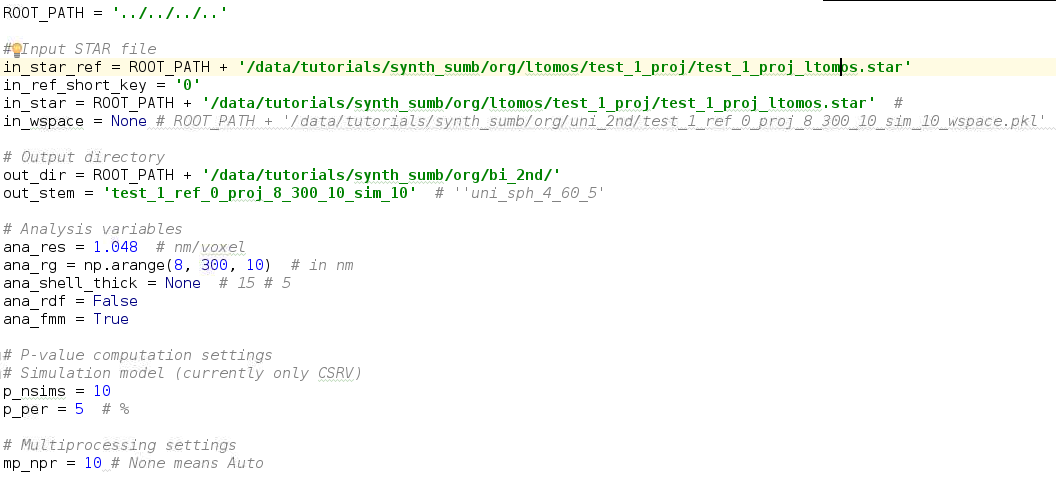 ROOT_PATH = '../../../..'
# Input STAR file
in_star_ref = ROOT_PATH + '/data/tutorials/synth_sumb/org/ltomos/test_1_proj/test_1_proj_ltomos.star'
in_ref_short_key = '0'
in_star = ROOT_PATH + '/data/tutorials/synth_sumb/org/ltomos/test_1_proj/test_1_proj_ltomos.star'  #
in_wspace = None # ROOT_PATH + '/data/tutorials/synth_sumb/org/uni_2nd/test_1_ref_0_proj_8_300_10_sim_10_wspace.pkl'
# Output directory
out_dir = ROOT_PATH + '/data/tutorials/synth_sumb/org/bi_2nd/'
out_stem = 'test_1_ref_0_proj_8_300_10_sim_10'  # ''uni_sph_4_60_5'
# Analysis variables
ana_res = 1.048  # nm/voxel
ana_rg = np.arange(8, 300, 10)  # in nm
ana_shell_thick = None  # 15 # 5
ana_rdf = False
ana_fmm = True
# P-value computation settings
# Simulation model (currently only CSRV)
p_nsims = 10
p_per = 5  # %
# Multiprocessing settings
mp_npr = 10 # None means Auto